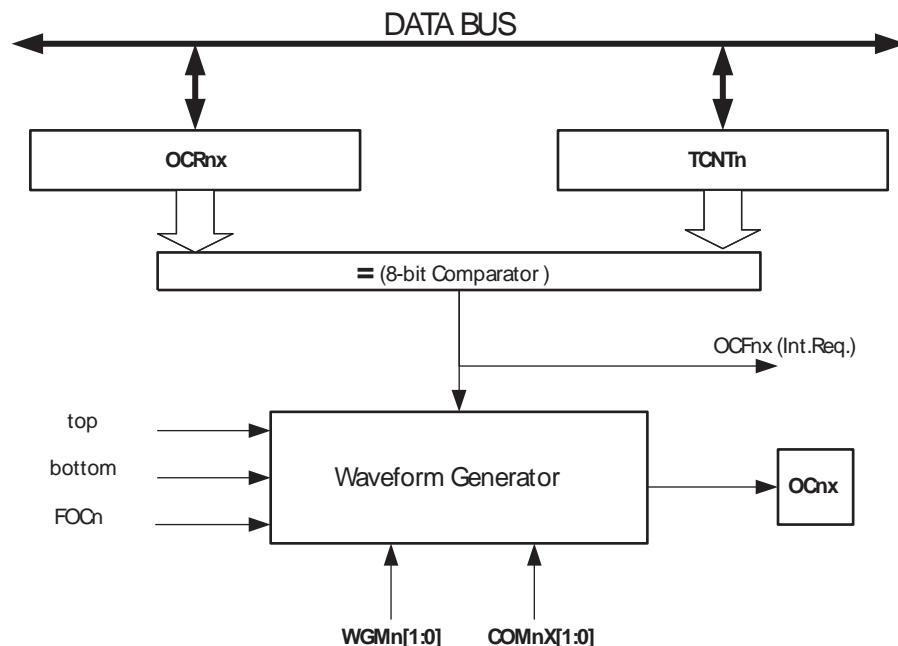 DATA BUS
OCRnx
TCNTn
= (8-bit Comparator )
OCFnx (Int.Req.)
top
bottom
FOCn
Waveform Generator
OCnx
WGMn[1:0]
COMnX[1:0]